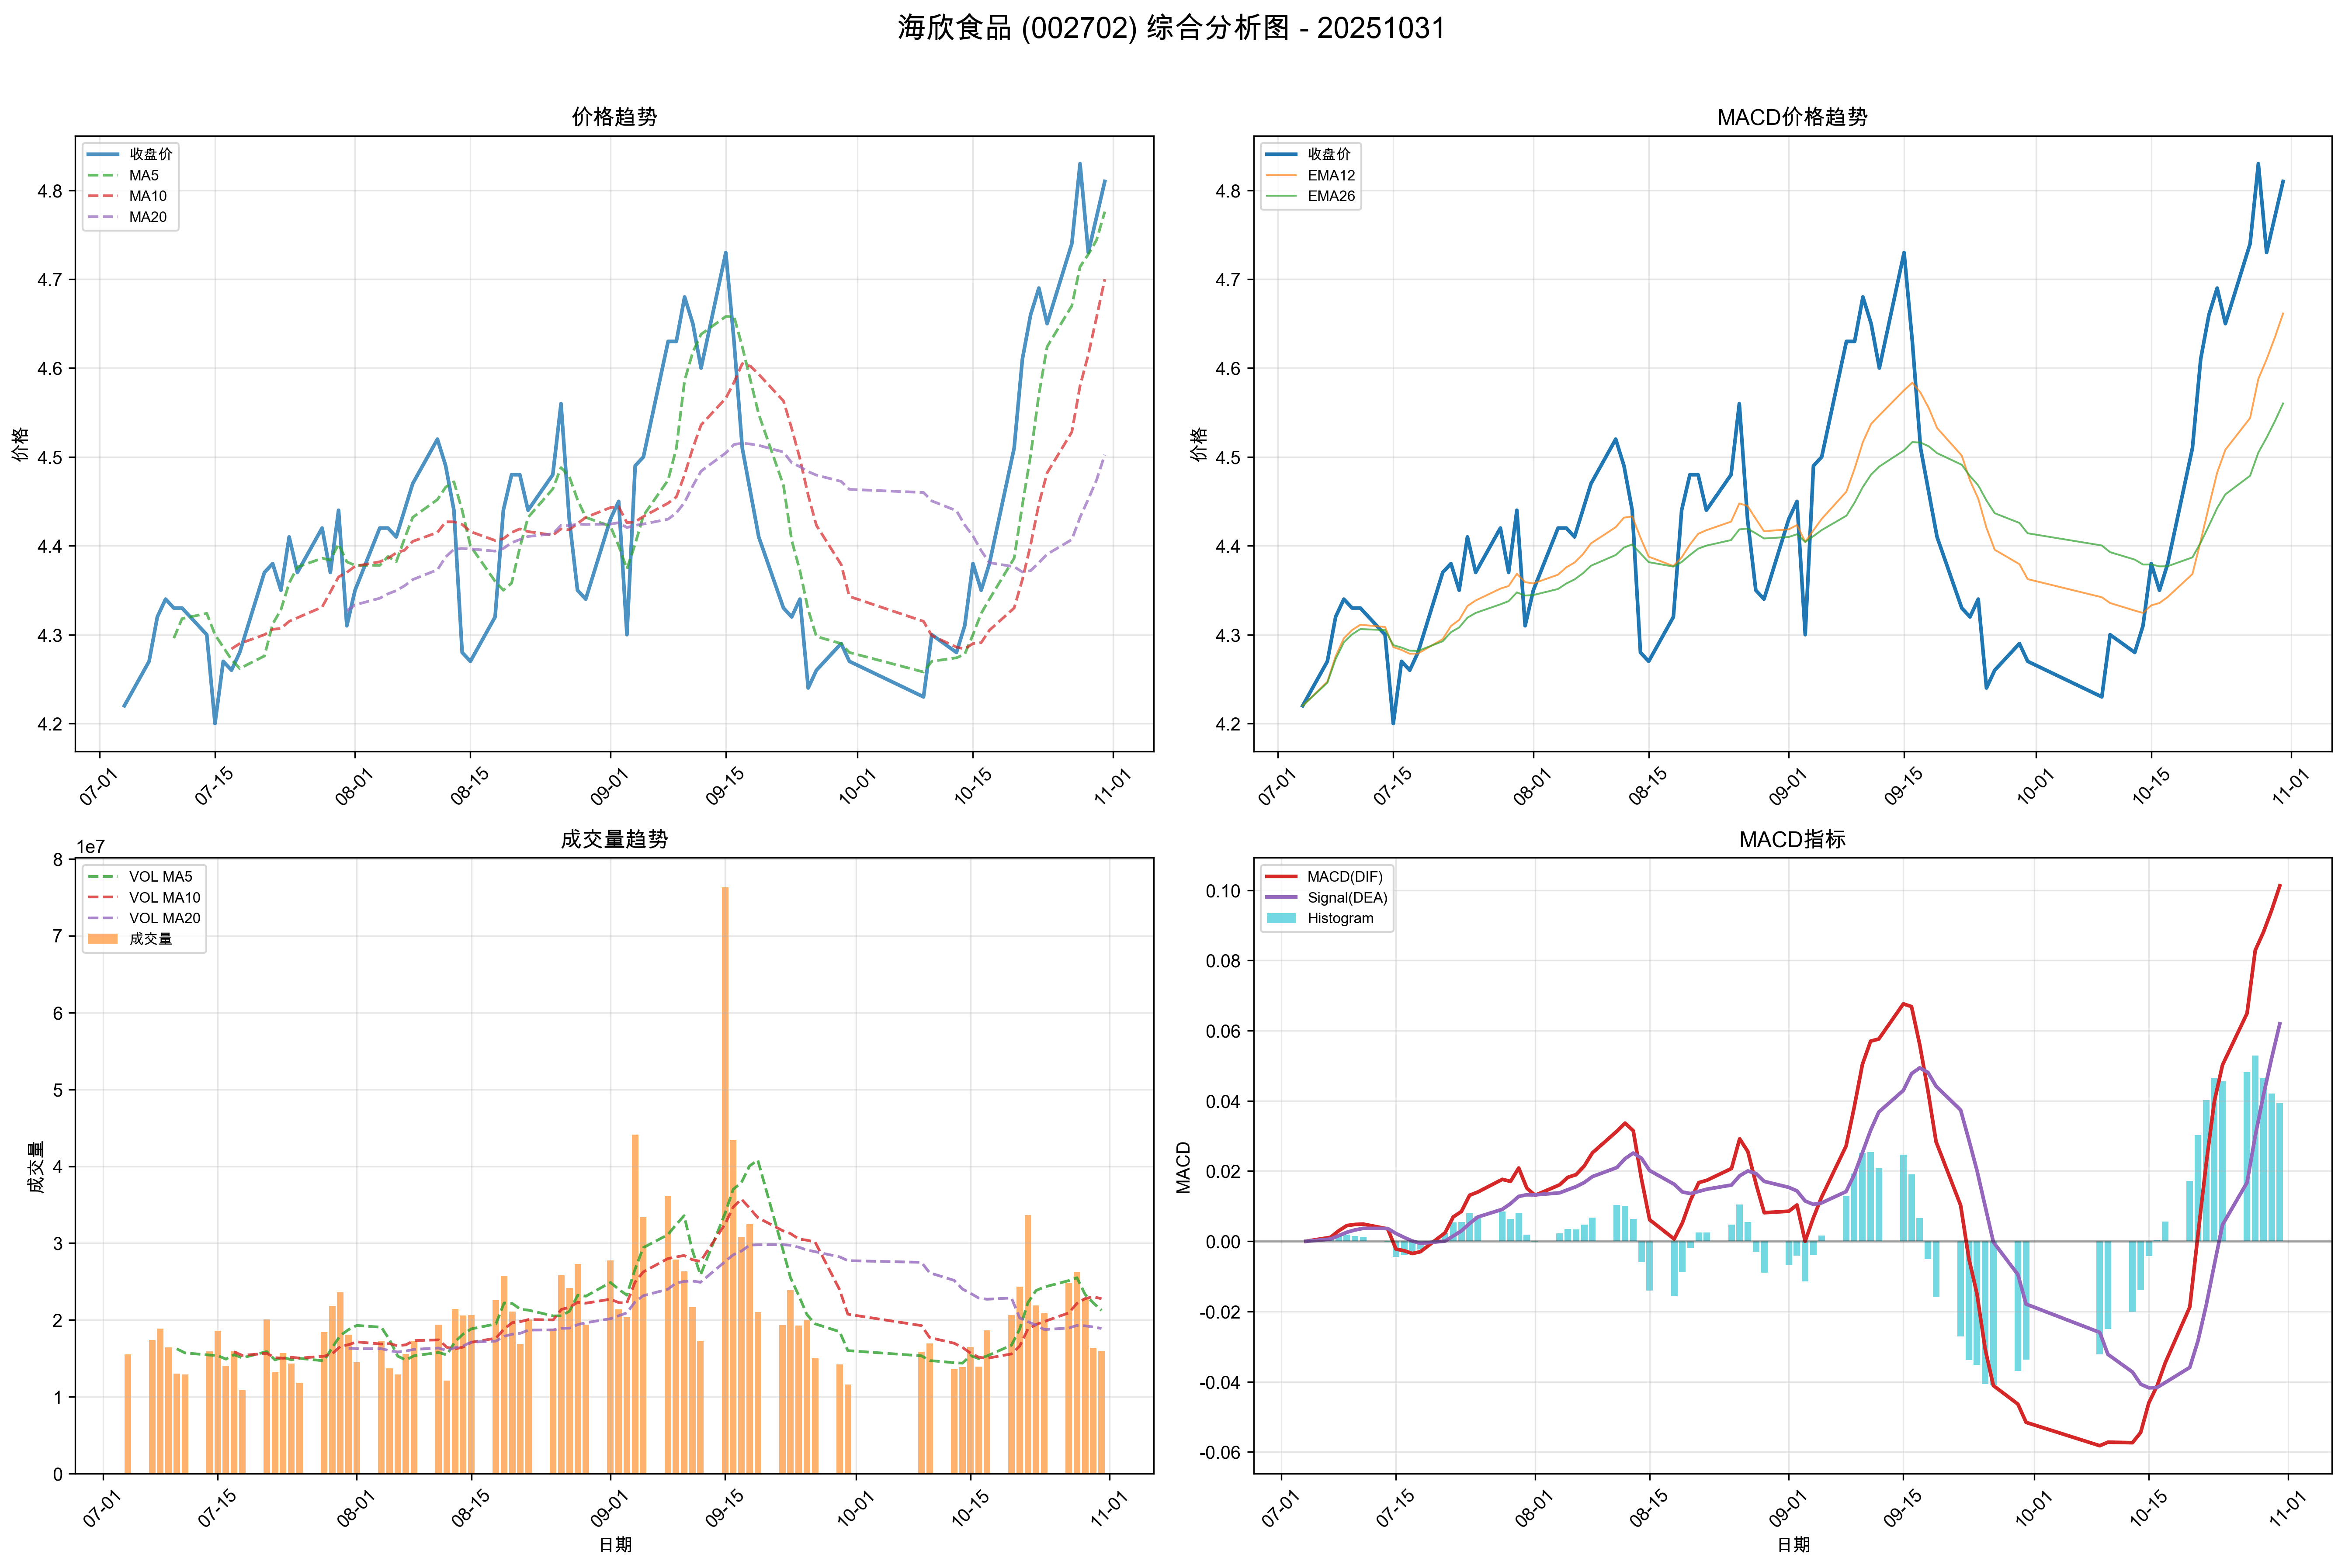 海欣食品 (002702) 综合分析图 - 20251031
价格趋势
收盘价
MA5
MA10
MA20
价格
4.8
4.7
4.6
4.5
4.4
4.3
4.2
07-01
07-15
08-01
08-15
09-01
09-15
10-01
10-15
11-01
MACD价格趋势
收盘价
EMA12
EMA26
价格
4.8
4.7
4.6
4.5
4.4
4.3
4.2
07-01
07-15
08-01
08-15
09-01
09-15
10-01
10-15
11-01
成交量趋势
1e7
VOL MA5
VOL MA10
VOL MA20
成交量
成交量
8
7
6
5
4
3
2
1
0
07-01
07-15
08-01
08-15
09-01
09-15
10-01
10-15
11-01
日期
MACD指标
MACD(DIF)
Signal(DEA)
Histogram
MACD
0.10
0.08
0.06
0.04
0.02
0.00
-0.02
-0.04
-0.06
07-01
07-15
08-01
08-15
09-01
09-15
10-01
10-15
11-01
日期